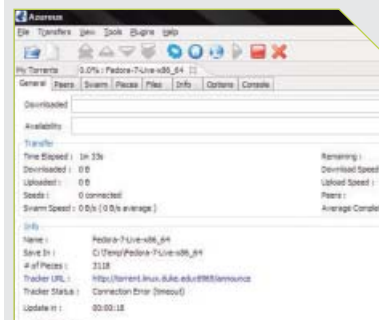 Azureus
File Transfers View Tools Plugins Help
My Torrents 0.0% : Fedora-7-Live-x86_64
General Peers Swarm Pieces Files Info Options Console
Downloaded
Availability
Transfer
Time Elapsed : 1m 33s Remaining :
Downloaded : 0 B Download Speed
Uploaded : 0 B Upload Speed :
Seeds : 0 connected Peers :
Swarm Speed : 0 B/s ( 0 B/s average ) Average Complet
Info
Name : Fedora-7-Live-x86_64
Save In : C:\Temp\Fedora-7-Live-x86_64
# of Pieces : 3118
Tracker URL : http://torrent.linux.duke.edu:6969/announce
Tracker Status : Connection Error (timeout)
Update in : 00:00:18